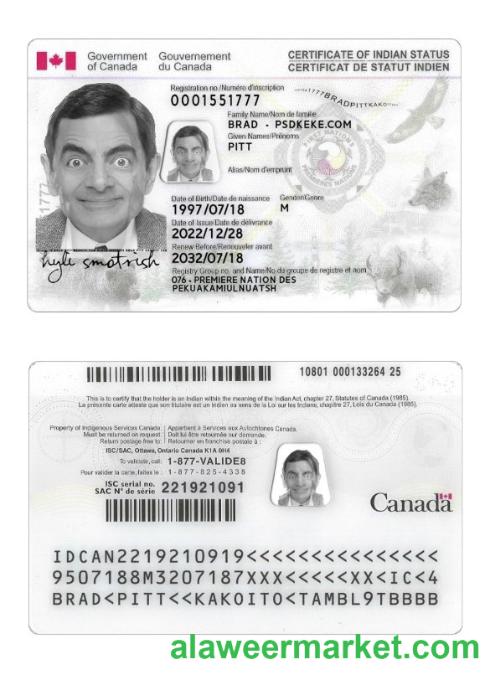 Government of Canada
Gouvernement du Canada
CERTIFICATE OF INDIAN STATUS
CERTIFICAT DE STATUT INDIEN
Registration no./Numéro d'inscription
0001551777
1777BRADPITTKAKO
Family Name/Nom de famille
BRAD - PSDKEKE.COM
Given Names/Prénoms
PITT
Alias/Nom d'emprunt
Date of Birth/Date de naissance
Gender/Genre
1997/07/18
M
Date of Issue/Date de délivrance
2022/12/28
Renew Before/Renouveler avant
2032/07/18
Registry Group no. and Name/No du groupe de registre et nom
076 - PREMIERE NATION DES
PEKUAKAMIULNUATSH
1777
kyle smotrish
10801 000133264 25
This is to certify that the holder is an Indian within the meaning of the Indian Act, chapter 27, Statutes of Canada (1985).
La présente carte atteste que son titulaire est un Indien au sens de la Loi sur les Indiens, chapitre 27, Lois du Canada (1985).
Property of Indigenous Services Canada.
Must be returned on request.
Return postage free to:
Appartient à Services aux Autochtones Canada.
Doit lui être retournée sur demande.
Retourner en franchise postale à :
ISC/SAC, Ottawa, Ontario Canada K1A 0H4
To validate, call: 1-877-VALIDE8
Pour valider la carte, faites le : 1-877-825-4338
ISC serial no.
SAC N° de série
221921091
Canada
IDCAN2219210919<<<<<<<<<<<<<<<
9507188M3207187XXX<<<<<XX<IC<4
BRAD<PITT<<KAKOITO<TAMBL9TBBBB
alaweermarket.com